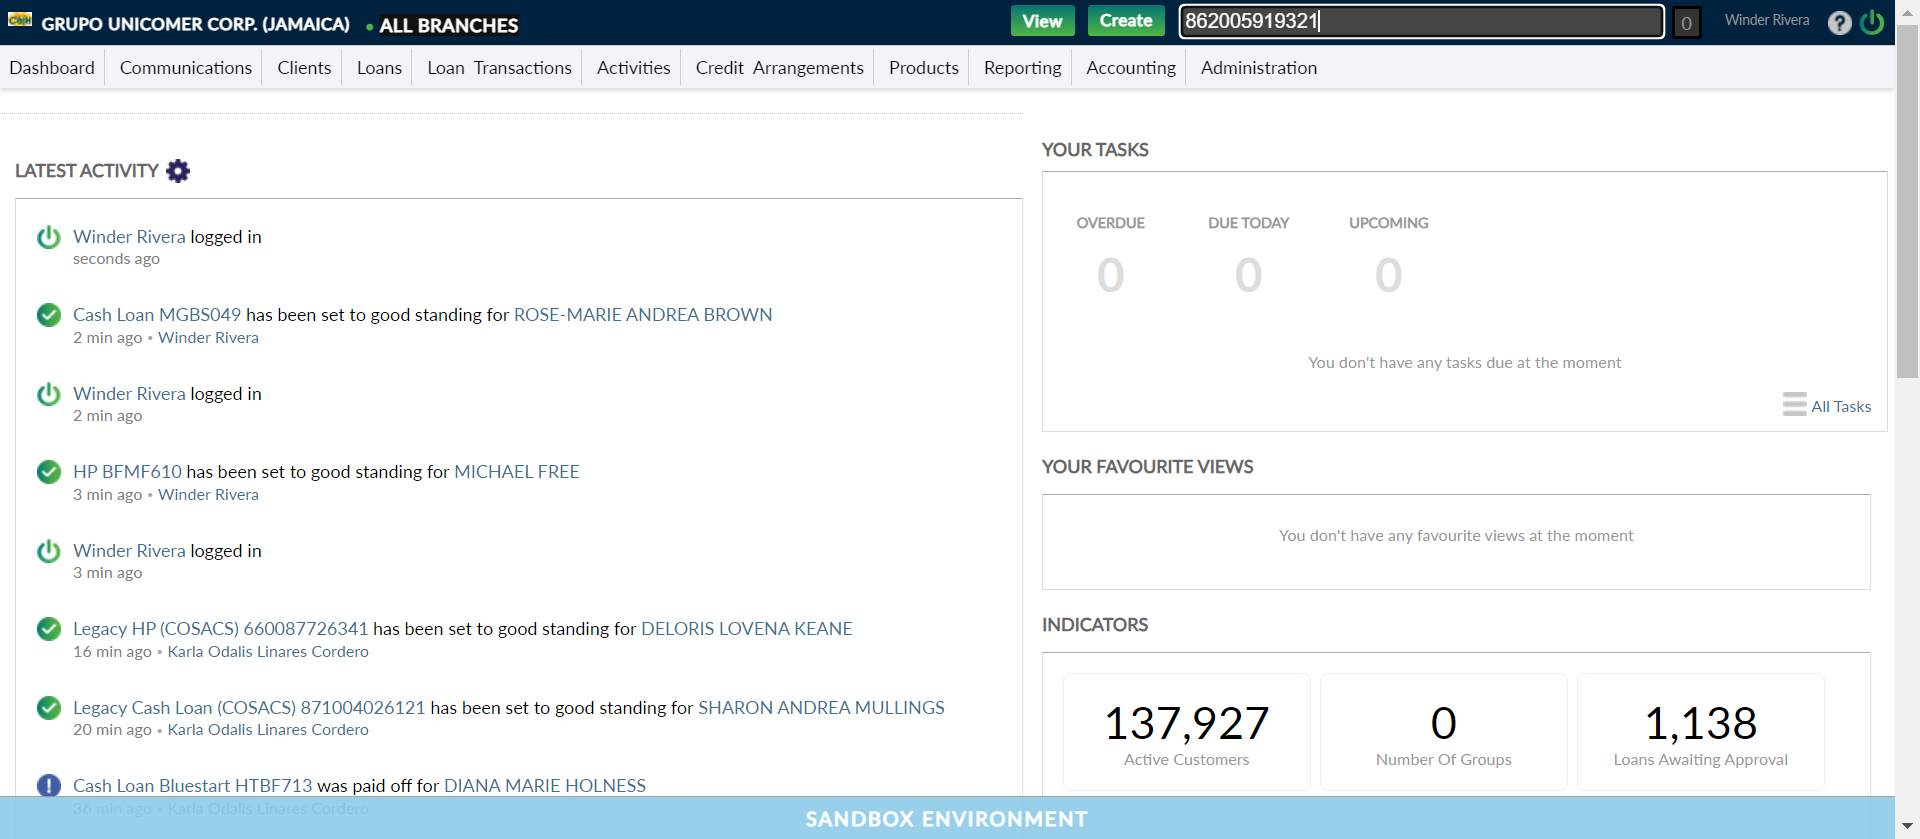 CASH GRUPO UNICOMER CORP. (JAMAICA) • ALL BRANCHES View Create 862005919321 0 Winder Rivera ?
Dashboard Communications Clients Loans Loan Transactions Activities Credit Arrangements Products Reporting Accounting Administration
LATEST ACTIVITY
Winder Rivera logged in
seconds ago
Cash Loan MGBS049 has been set to good standing for ROSE-MARIE ANDREA BROWN
2 min ago • Winder Rivera
Winder Rivera logged in
2 min ago
HP BFMF610 has been set to good standing for MICHAEL FREE
3 min ago • Winder Rivera
Winder Rivera logged in
3 min ago
Legacy HP (COSACS) 660087726341 has been set to good standing for DELORIS LOVENA KEANE
16 min ago • Karla Odalis Linares Cordero
Legacy Cash Loan (COSACS) 871004026121 has been set to good standing for SHARON ANDREA MULLINGS
20 min ago • Karla Odalis Linares Cordero
Cash Loan Bluestart HTBF713 was paid off for DIANA MARIE HOLNESS
36 min ago • Karla Odalis Linares Cordero
YOUR TASKS
OVERDUE DUE TODAY UPCOMING
0 0 0
You don't have any tasks due at the moment
All Tasks
YOUR FAVOURITE VIEWS
You don't have any favourite views at the moment
INDICATORS
137,927 0 1,138
Active Customers Number Of Groups Loans Awaiting Approval
SANDBOX ENVIRONMENT